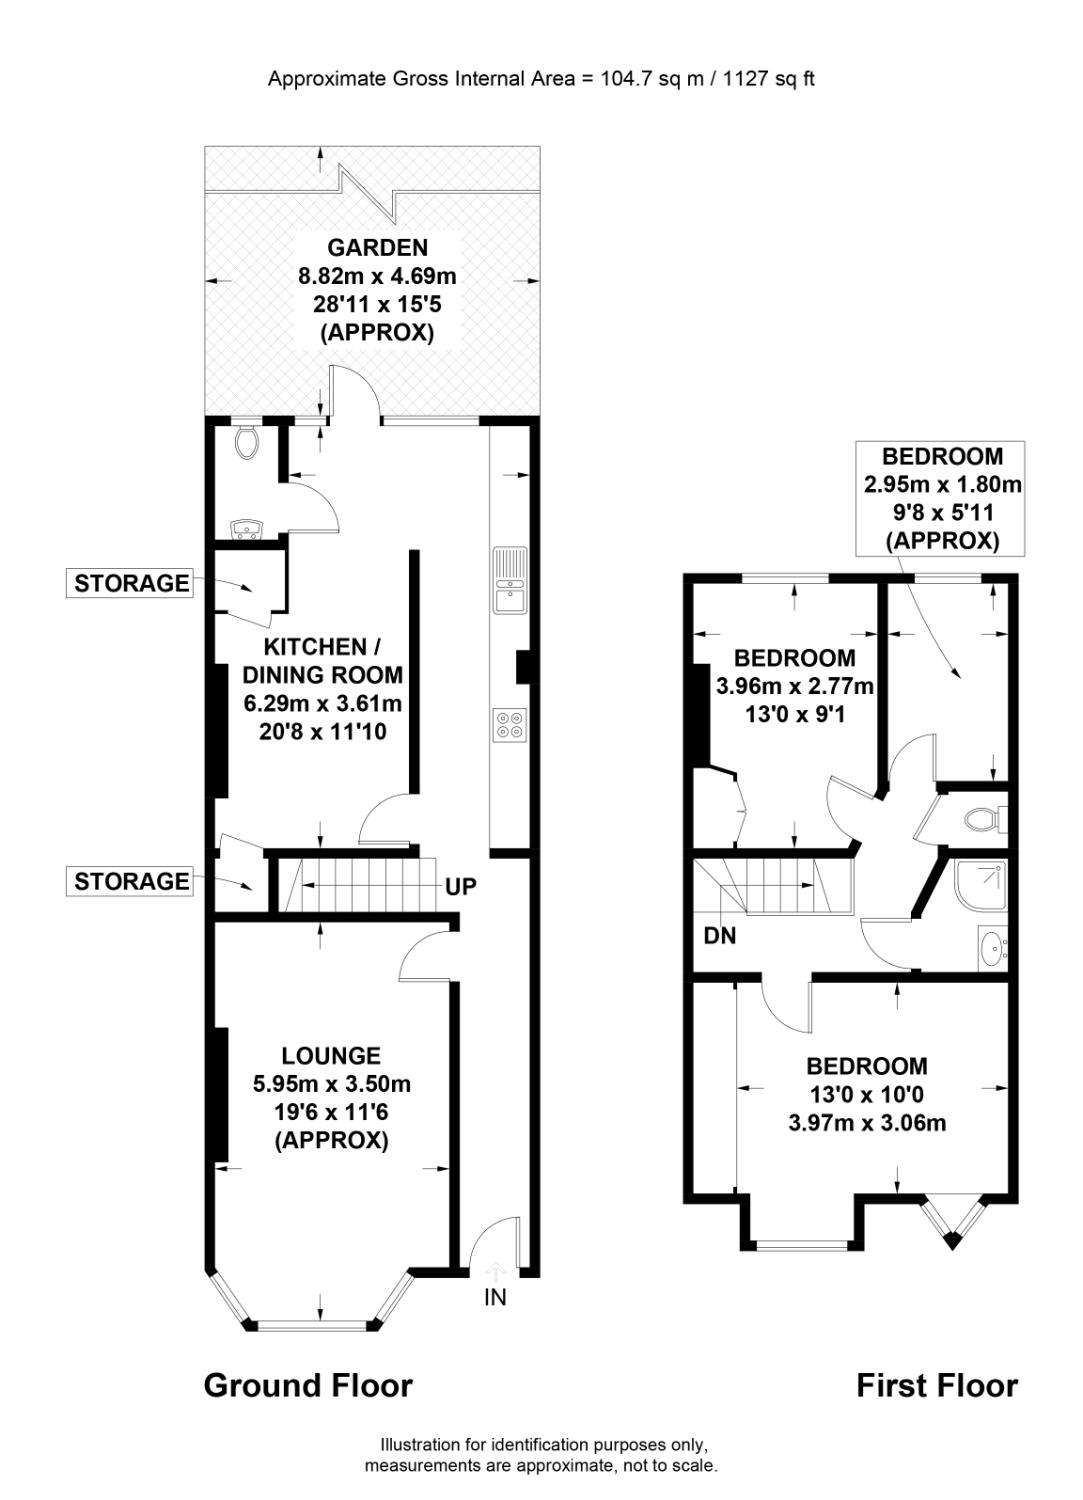 Approximate Gross Internal Area = 104.7 sq m / 1127 sq ft
GARDEN
8.82m x 4.69m
28'11 x 15'5
(APPROX)
STORAGE
KITCHEN /
DINING ROOM
6.29m x 3.61m
20'8 x 11'10
STORAGE
UP
LOUNGE
5.95m x 3.50m
19'6 x 11'6
(APPROX)
IN
Ground Floor
BEDROOM
2.95m x 1.80m
9'8 x 5'11
(APPROX)
BEDROOM
3.96m x 2.77m
13'0 x 9'1
DN
BEDROOM
13'0 x 10'0
3.97m x 3.06m
First Floor
Illustration for identification purposes only,
measurements are approximate, not to scale.